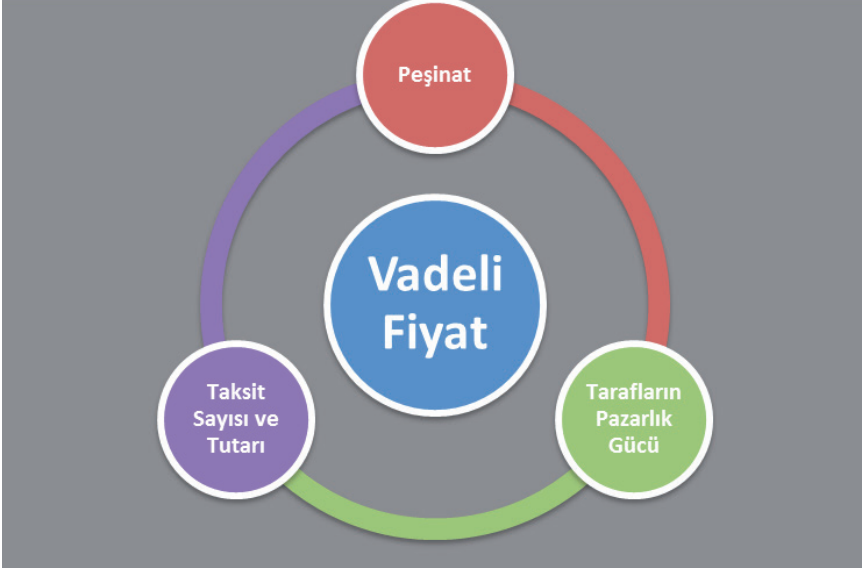 Peşinat
Vadeli
Fiyat
Taksit
Sayısı ve
Tutarı
Tarafların
Pazarlık
Gücü